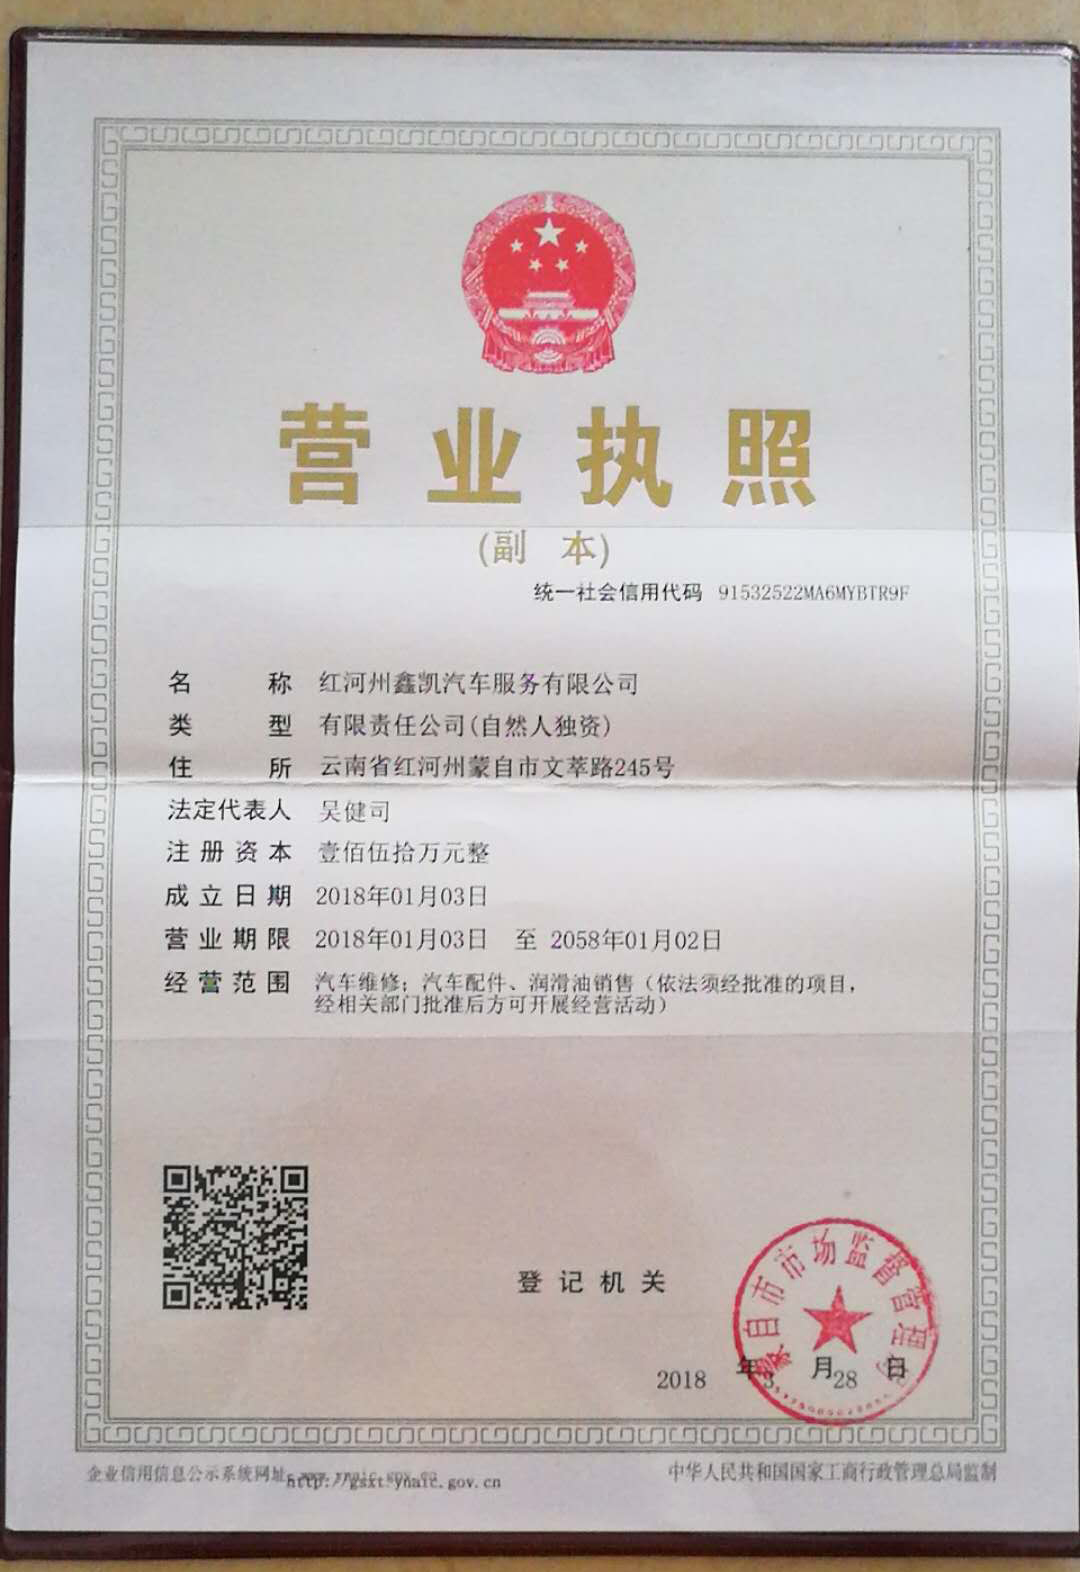 营业执照
(副 本)
统一社会信用代码 91532522MA6MYBTR9F
名 称 红河州鑫凯汽车服务有限公司
类 型 有限责任公司(自然人独资)
住 所 云南省红河州蒙自市文萃路245号
法定代表人 吴健司
注册资本 壹佰伍拾万元整
成立日期 2018年01月03日
营业期限 2018年01月03日 至 2058年01月02日
经营范围 汽车维修；汽车配件、润滑油销售（依法须经批准的项目，
经相关部门批准后方可开展经营活动）
登记机关
蒙自市市场监督管理局
2018 年 3 月 28 日
企业信用信息公示系统网址：
http://gsxt.ynaic.gov.cn
中华人民共和国国家工商行政管理总局监制